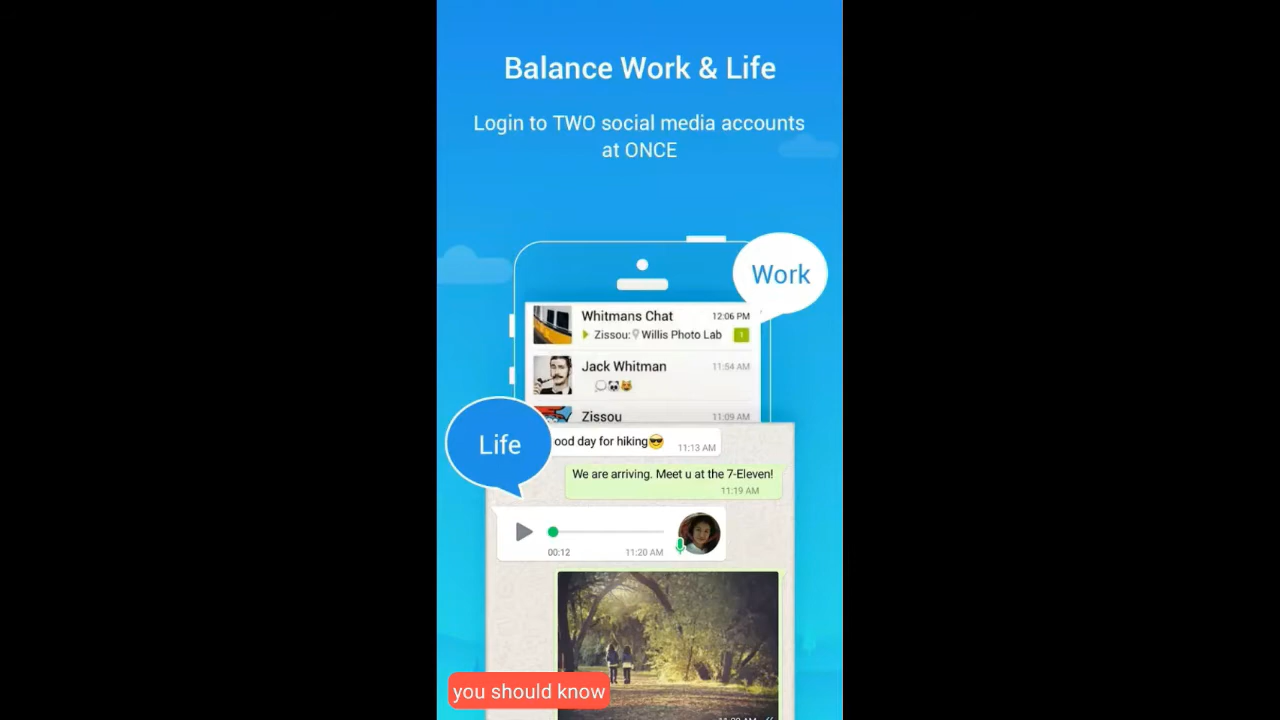 Balance Work & Life
Login to TWO social media accounts
at ONCE
Work
Whitmans Chat 12:06 PM
Zissou: Willis Photo Lab 1
Jack Whitman 11:54 AM
Zissou 11:09 AM
Life
ood day for hiking 11:13 AM
We are arriving. Meet u at the 7-Eleven!
11:19 AM
00:12 11:20 AM
you should know